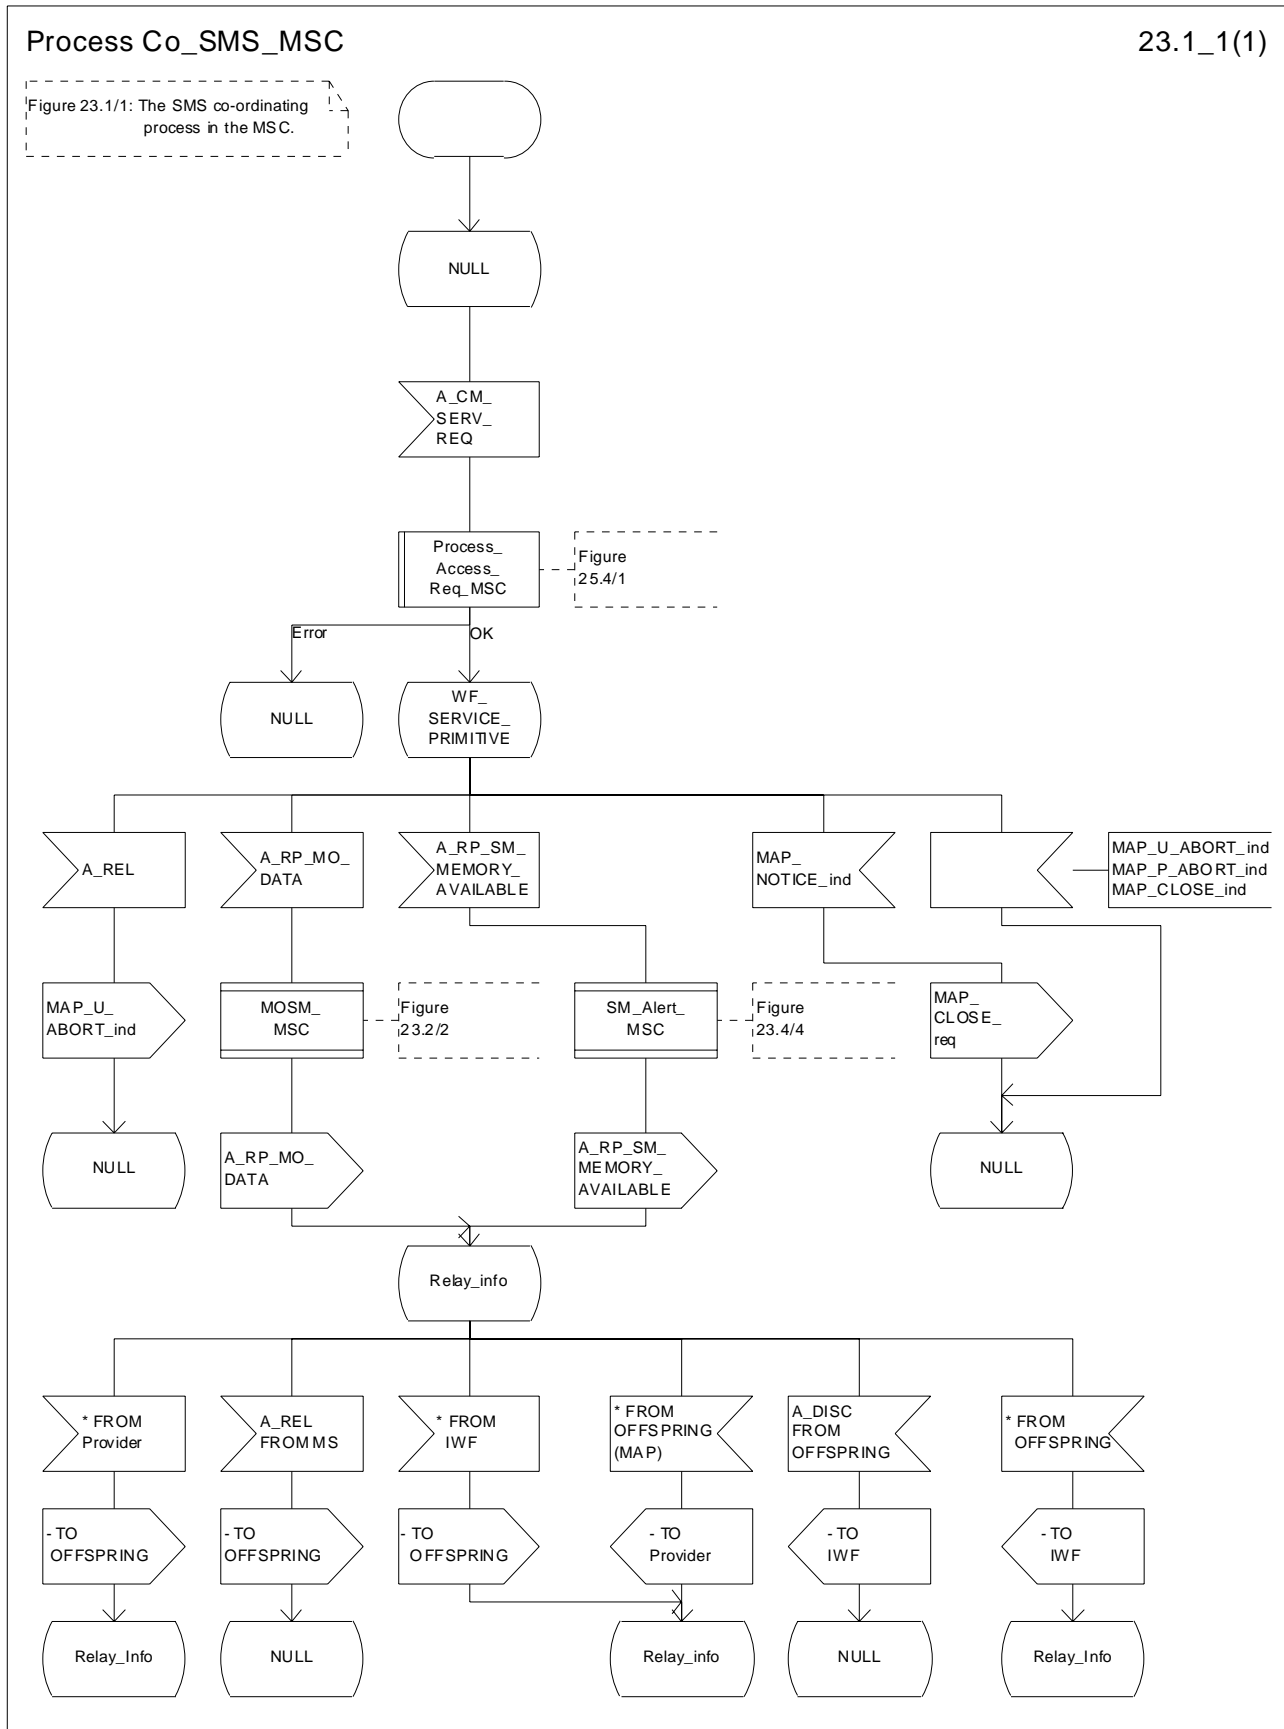 Process Co_SMS_MSC
23.1_1(1)
Figure 23.1/1: The SMS co-ordinating
process in the MSC.
NULL
A_CM_
SERV_
REQ
Process_
Access_
Req_MSC
Figure
25.4/1
Error
OK
NULL
WF_
SERVICE_
PRIMITIVE
A_REL
A_RP_MO_
DATA
A_RP_SM_
MEMORY_
AVAILABLE
MAP_
NOTICE_ind
MAP_U_ABORT_ind
MAP_P_ABORT_ind
MAP_CLOSE_ind
MAP_U_
ABORT_ind
MOSM_
MSC
Figure
23.2/2
SM_Alert_
MSC
Figure
23.4/4
MAP_
CLOSE_
req
NULL
A_RP_MO_
DATA
A_RP_SM_
MEMORY_
AVAILABLE
NULL
Relay_info
* FROM
Provider
A_REL
FROM MS
* FROM
IWF
* FROM
OFFSPRING
(MAP)
A_DISC
FROM
OFFSPRING
* FROM
OFFSPRING
- TO
OFFSPRING
- TO
OFFSPRING
- TO
OFFSPRING
- TO
Provider
- TO
IWF
- TO
IWF
Relay_Info
NULL
Relay_info
NULL
Relay_Info